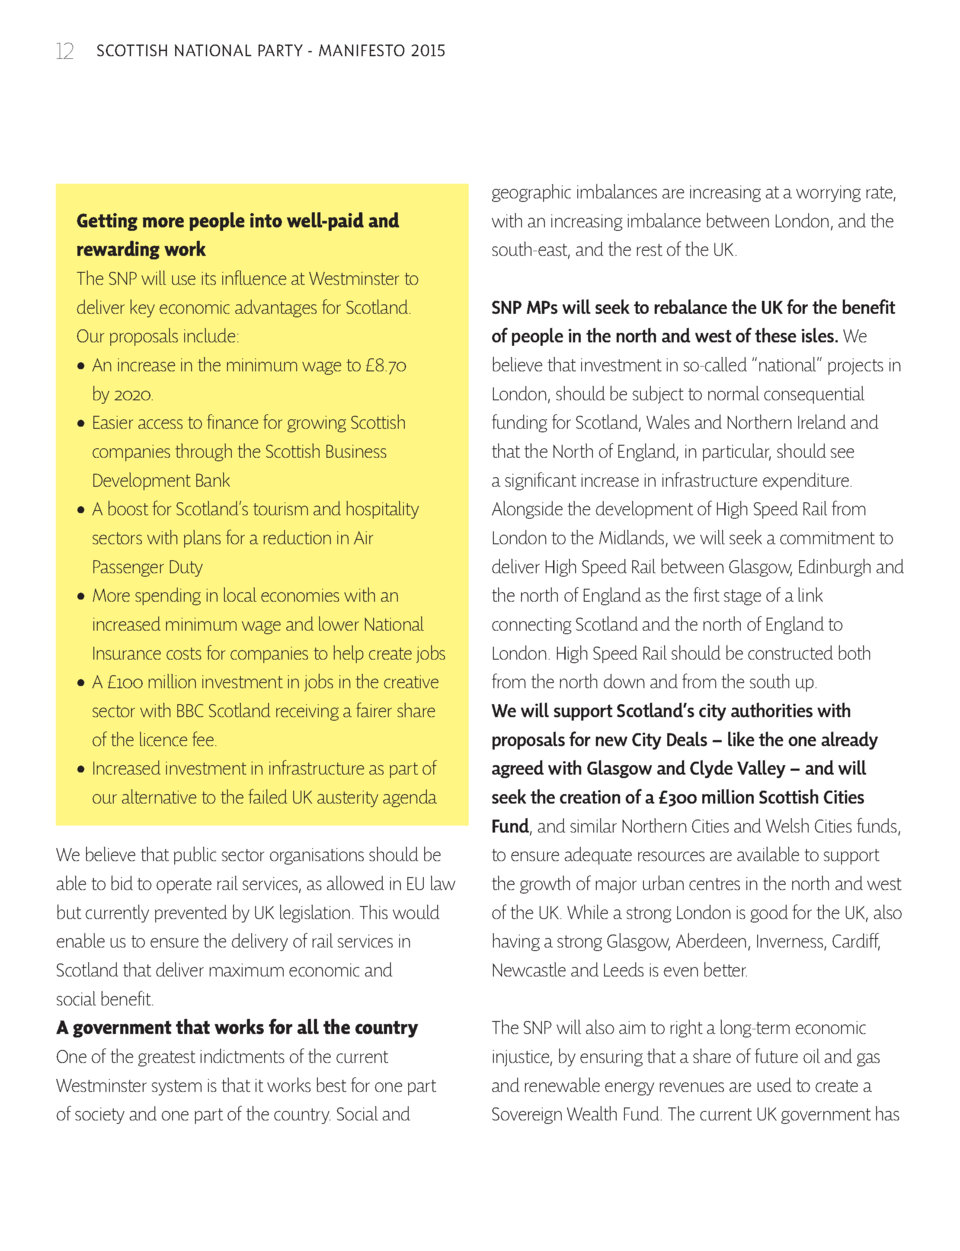 12 SCOTTISH NATIONAL PARTY - MANIFESTO 2015
Getting more people into well-paid and
rewarding work
The SNP will use its influence at Westminster to
deliver key economic advantages for Scotland.
Our proposals include:
• An increase in the minimum wage to £8.70
by 2020.
• Easier access to finance for growing Scottish
companies through the Scottish Business
Development Bank
• A boost for Scotland's tourism and hospitality
sectors with plans for a reduction in Air
Passenger Duty
• More spending in local economies with an
increased minimum wage and lower National
Insurance costs for companies to help create jobs
• A £100 million investment in jobs in the creative
sector with BBC Scotland receiving a fairer share
of the licence fee.
• Increased investment in infrastructure as part of
our alternative to the failed UK austerity agenda
We believe that public sector organisations should be
able to bid to operate rail services, as allowed in EU law
but currently prevented by UK legislation. This would
enable us to ensure the delivery of rail services in
Scotland that deliver maximum economic and
social benefit.
A government that works for all the country
One of the greatest indictments of the current
Westminster system is that it works best for one part
of society and one part of the country. Social and
geographic imbalances are increasing at a worrying rate,
with an increasing imbalance between London, and the
south-east, and the rest of the UK.
SNP MPs will seek to rebalance the UK for the benefit
of people in the north and west of these isles. We
believe that investment in so-called "national" projects in
London, should be subject to normal consequential
funding for Scotland, Wales and Northern Ireland and
that the North of England, in particular, should see
a significant increase in infrastructure expenditure.
Alongside the development of High Speed Rail from
London to the Midlands, we will seek a commitment to
deliver High Speed Rail between Glasgow, Edinburgh and
the north of England as the first stage of a link
connecting Scotland and the north of England to
London. High Speed Rail should be constructed both
from the north down and from the south up.
We will support Scotland's city authorities with
proposals for new City Deals – like the one already
agreed with Glasgow and Clyde Valley – and will
seek the creation of a £300 million Scottish Cities
Fund, and similar Northern Cities and Welsh Cities funds,
to ensure adequate resources are available to support
the growth of major urban centres in the north and west
of the UK. While a strong London is good for the UK, also
having a strong Glasgow, Aberdeen, Inverness, Cardiff,
Newcastle and Leeds is even better.
The SNP will also aim to right a long-term economic
injustice, by ensuring that a share of future oil and gas
and renewable energy revenues are used to create a
Sovereign Wealth Fund. The current UK government has